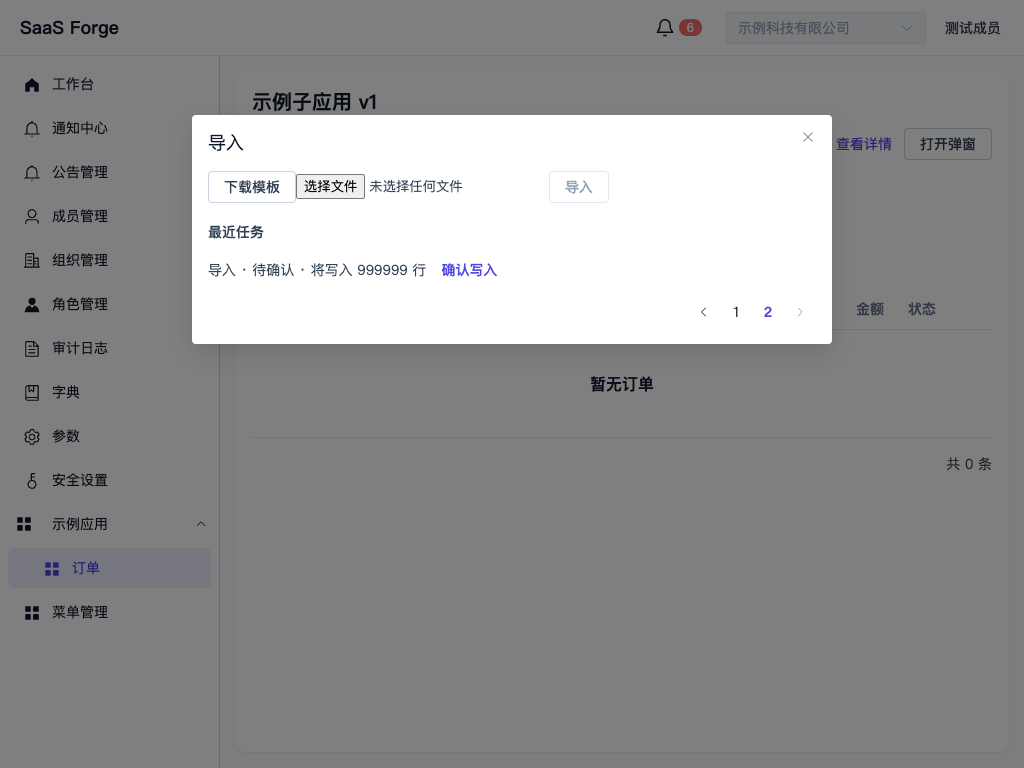 SaaS Forge
6
示例科技有限公司
测试成员
工作台
通知中心
公告管理
成员管理
组织管理
角色管理
审计日志
字典
参数
安全设置
示例应用
订单
菜单管理
示例子应用 v1
查看详情
打开弹窗
导入
下载模板
选择文件 未选择任何文件
导入
最近任务
导入 · 待确认 · 将写入 999999 行 确认写入
1
2
金额
状态
暂无订单
共 0 条